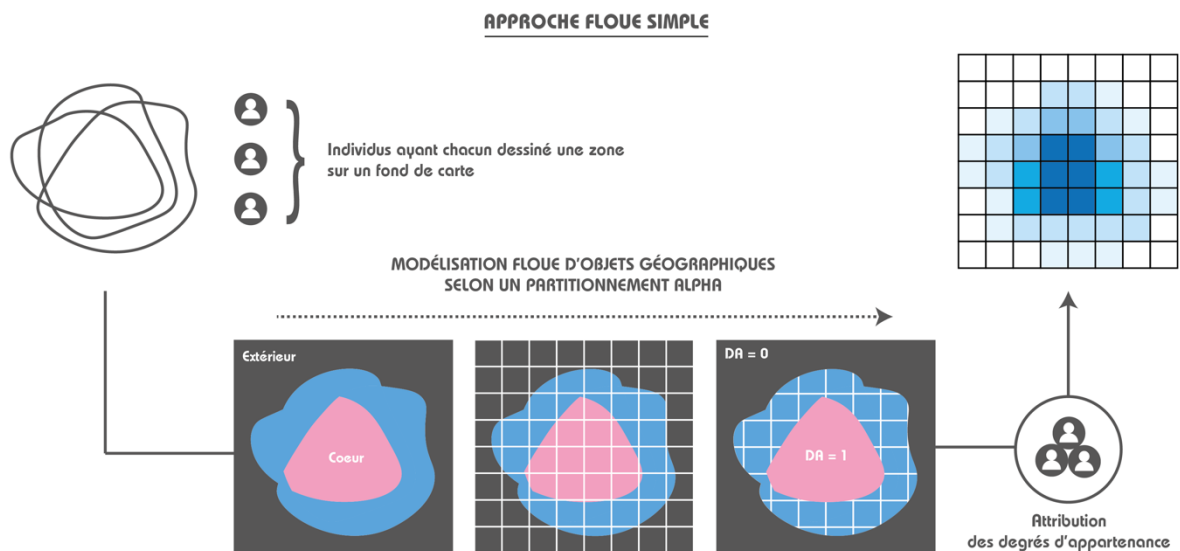 APPROCHE FLOUE SIMPLE
Individus ayant chacun dessiné une zone
sur un fond de carte
MODÉLISATION FLOUE D'OBJETS GÉOGRAPHIQUES
SELON UN PARTITIONNEMENT ALPHA
Extérieur
Coeur
DA = 0
DA = 1
Attribution
des degrés d'appartenance